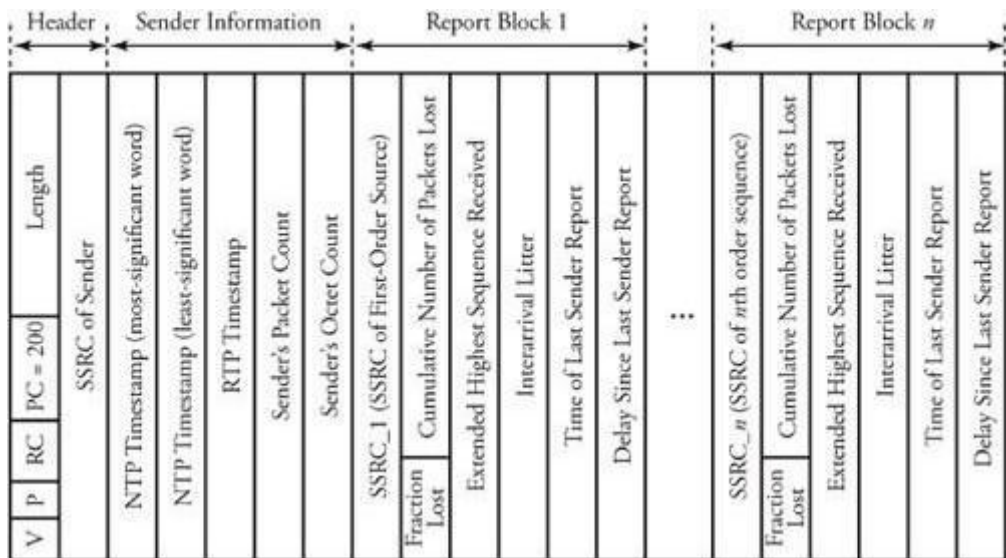 Header
Sender Information
Report Block 1
Report Block n
V
P
RC
PC = 200
Length
SSRC of Sender
NTP Timestamp (most-significant word)
NTP Timestamp (least-significant word)
RTP Timestamp
Sender's Packet Count
Sender's Octet Count
SSRC_1 (SSRC of First-Order Source)
Fraction
Lost
Cumulative Number of Packets Lost
Extended Highest Sequence Received
Interarrival Litter
Time of Last Sender Report
Delay Since Last Sender Report
...
SSRC_n (SSRC of nth order sequence)
Fraction
Lost
Cumulative Number of Packets Lost
Extended Highest Sequence Received
Interarrival Litter
Time of Last Sender Report
Delay Since Last Sender Report